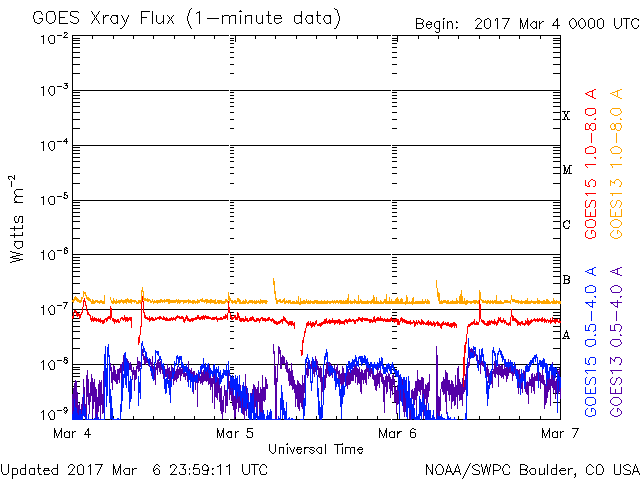 GOES Xray Flux (1-minute data)
Begin: 2017 Mar 4 0000 UTC
10-2
10-3
10-4
10-5
10-6
10-7
10-8
10-9
Watts m-2
X
M
C
B
A
GOES15 1.0-8.0 A
GOES13 1.0-8.0 A
GOES15 0.5-4.0 A
GOES13 0.5-4.0 A
Mar 4
Mar 5
Mar 6
Mar 7
Universal Time
Updated 2017 Mar 6 23:59:11 UTC
NOAA/SWPC Boulder, CO USA